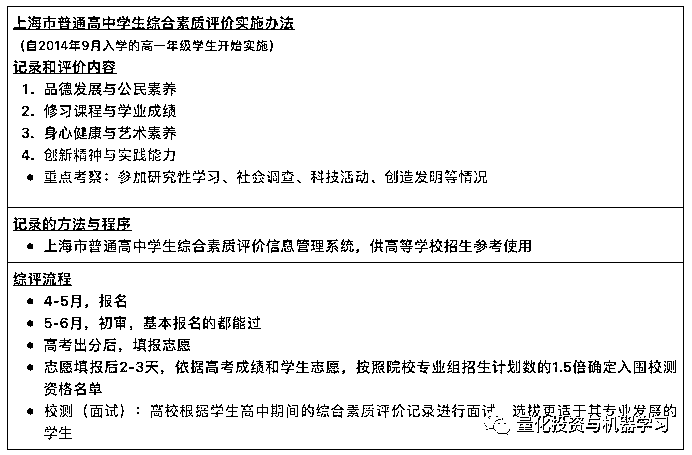 上海市普通高中学生综合素质评价实施办法
（自2014年9月入学的高一年级学生开始实施）
记录和评价内容
1. 品德发展与公民素养
2. 修习课程与学业成绩
3. 身心健康与艺术素养
4. 创新精神与实践能力
● 重点考察：参加研究性学习、社会调查、科技活动、创造发明等情况
记录的方法与程序
● 上海市普通高中学生综合素质评价信息管理系统，供高等学校招生参考使用
综评流程
● 4-5月，报名
● 5-6月，初审，基本报名的都能过
● 高考出分后，填报志愿
● 志愿填报后2-3天，依据高考成绩和学生志愿，按照院校专业组招生计划数的1.5倍确定入围校测
资格名单
● 校测（面试）：高校根据学生高中期间的综合素质评价记录进行面试，选拔更适于其专业发展的
学生
量化投资与机器学习